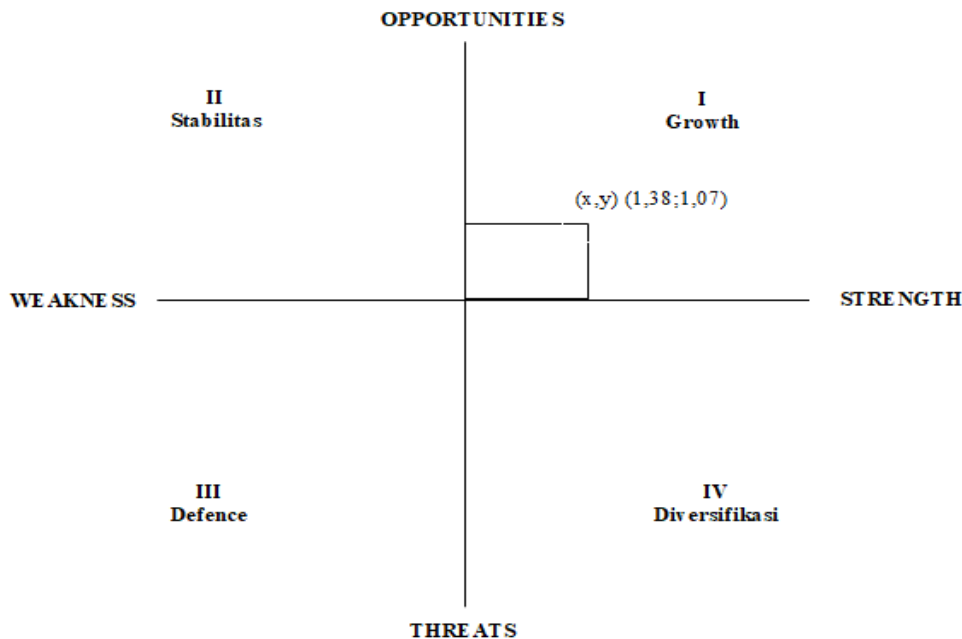 OPPORTUNITIES
II
Stabilitas
I
Growth
(x,y) (1,38;1,07)
WEAKNESS
STRENGTH
III
Defence
IV
Diversifikasi
THREATS